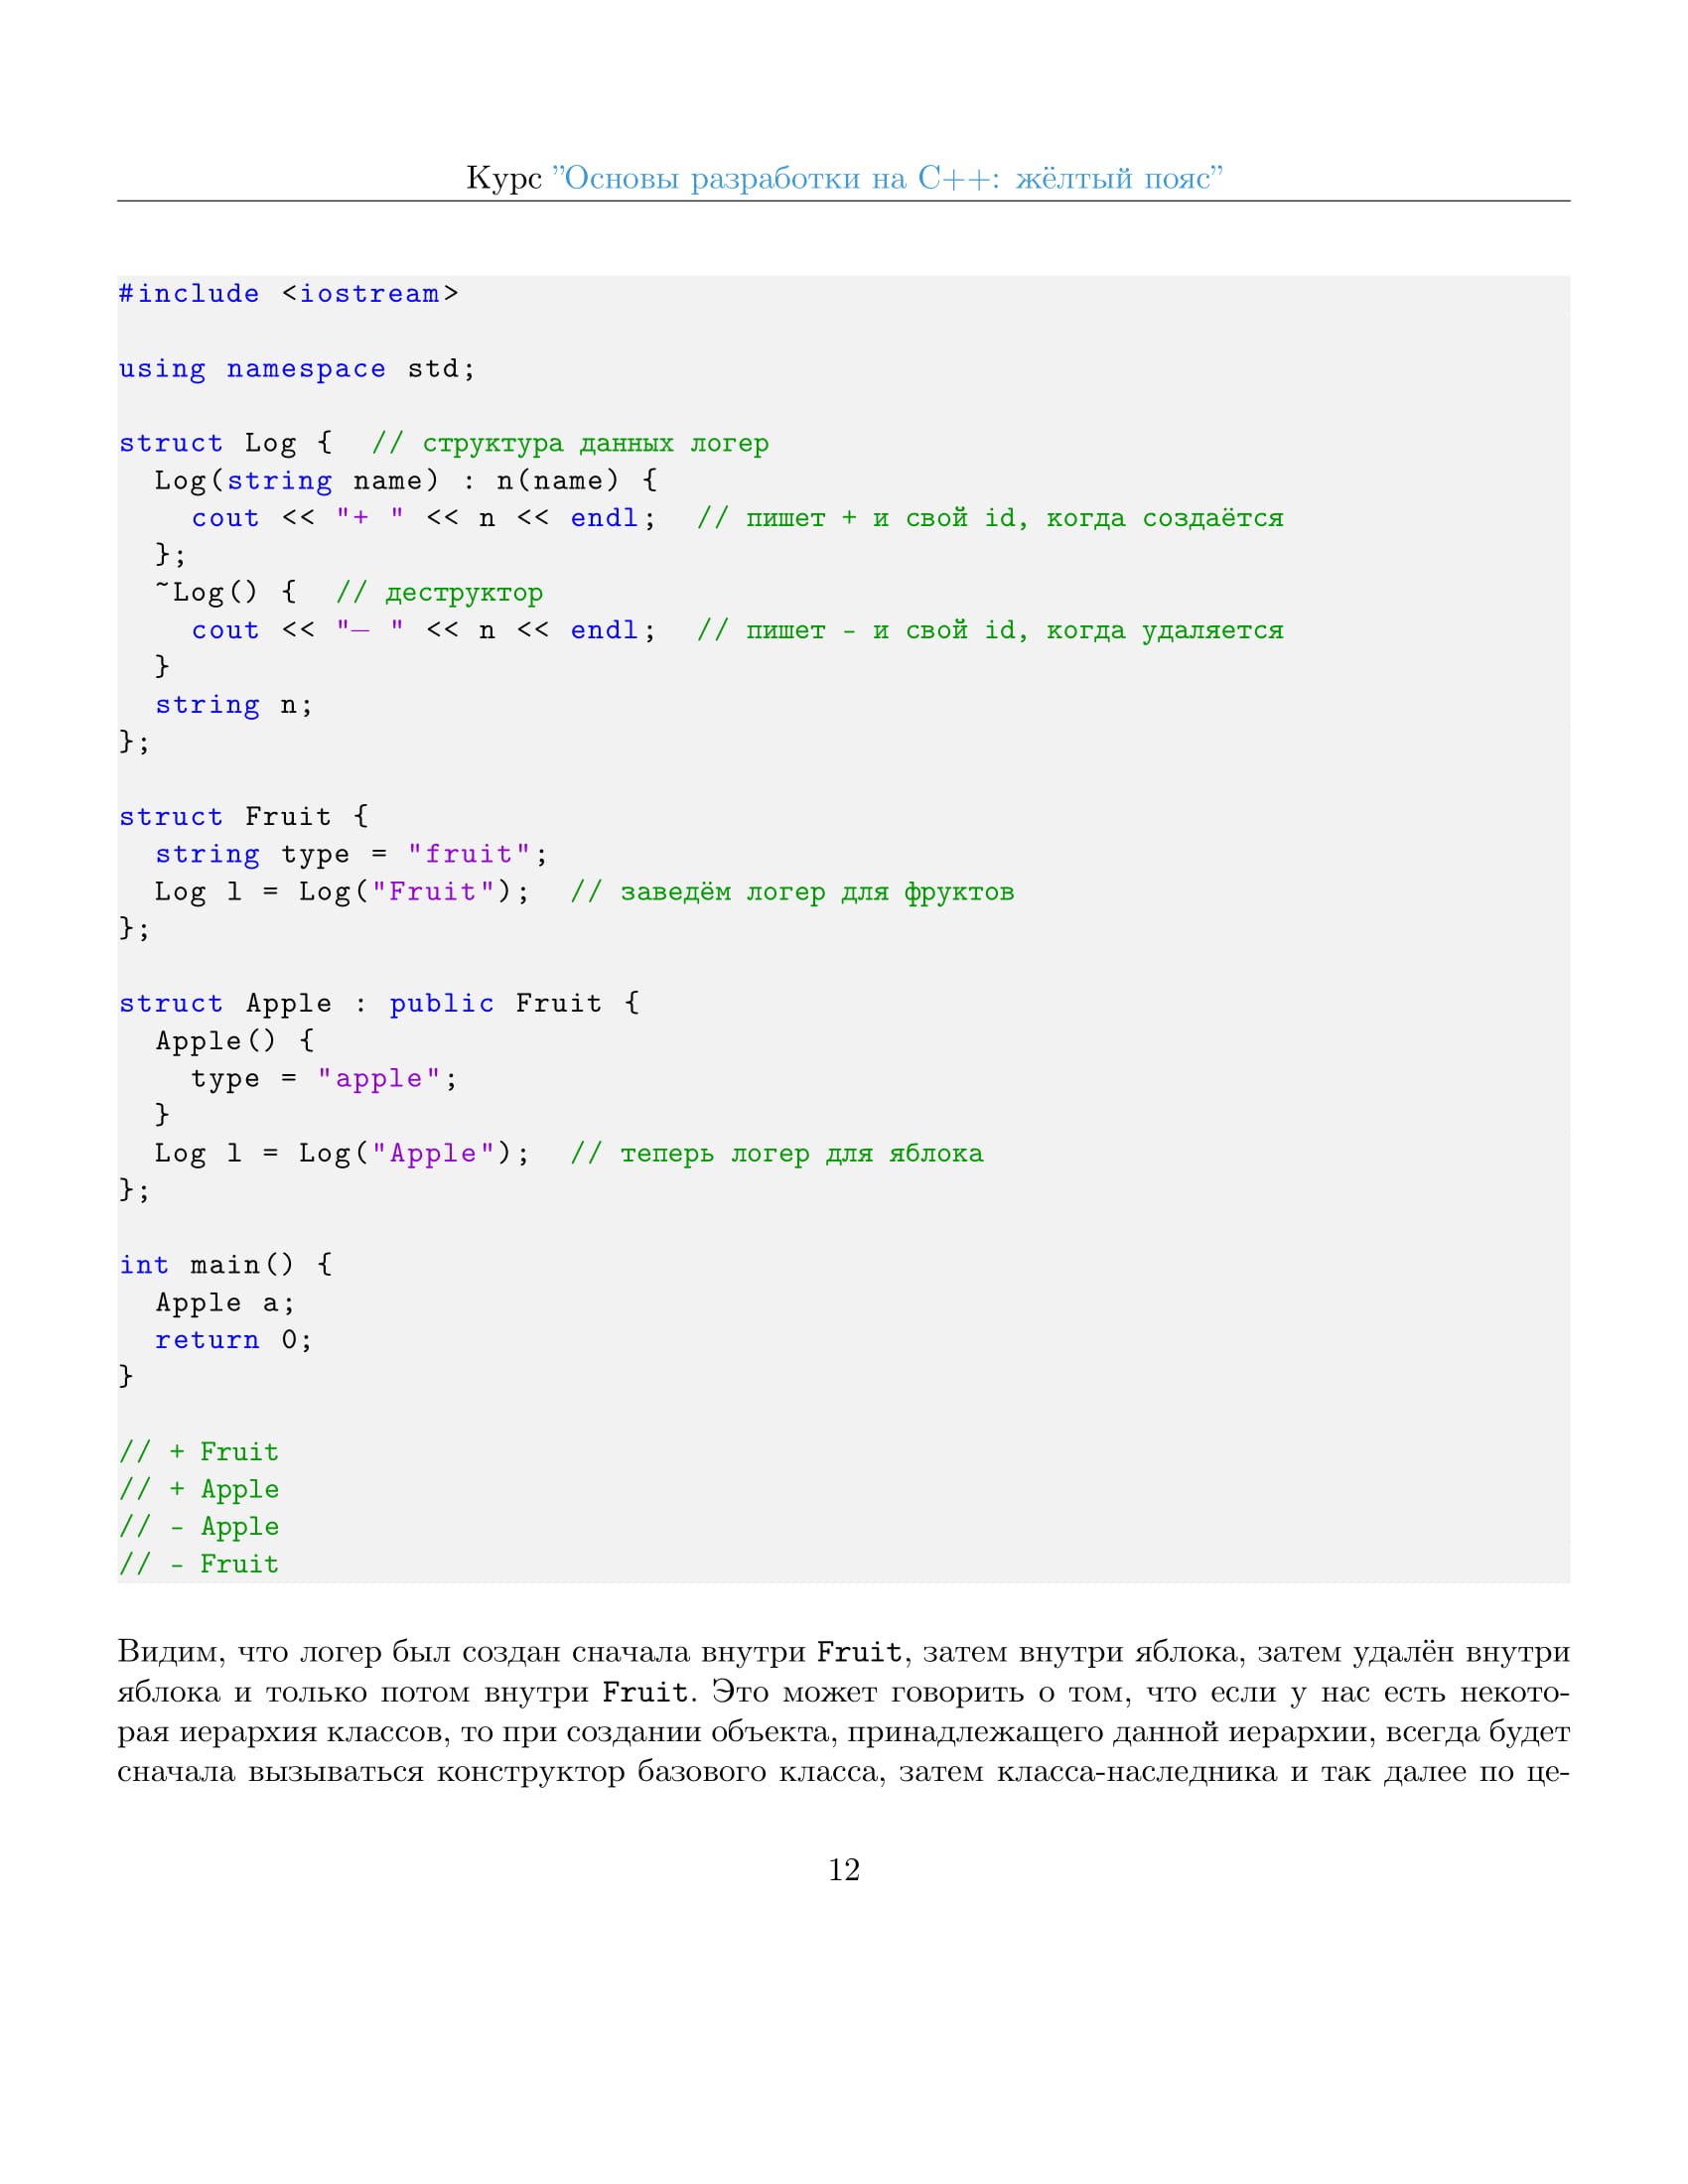 Курс ”Основы разработки на C++: жёлтый пояс”
#include <iostream>
using namespace std;
struct Log {  // структура данных логер
  Log(string name) : n(name) {
    cout << "+ " << n << endl;  // пишет + и свой id, когда создаётся
  };
  ~Log() {  // деструктор
    cout << "— " << n << endl;  // пишет - и свой id, когда удаляется
  }
  string n;
};
struct Fruit {
  string type = "fruit";
  Log l = Log("Fruit");  // заведём логер для фруктов
};
struct Apple : public Fruit {
  Apple() {
    type = "apple";
  }
  Log l = Log("Apple");  // теперь логер для яблока
};
int main() {
  Apple a;
  return 0;
}
// + Fruit
// + Apple
// - Apple
// - Fruit
Видим, что логер был создан сначала внутри Fruit, затем внутри яблока, затем удалён внутри
яблока и только потом внутри Fruit. Это может говорить о том, что если у нас есть некото-
рая иерархия классов, то при создании объекта, принадлежащего данной иерархии, всегда будет
сначала вызываться конструктор базового класса, затем класса-наследника и так далее по це-
12